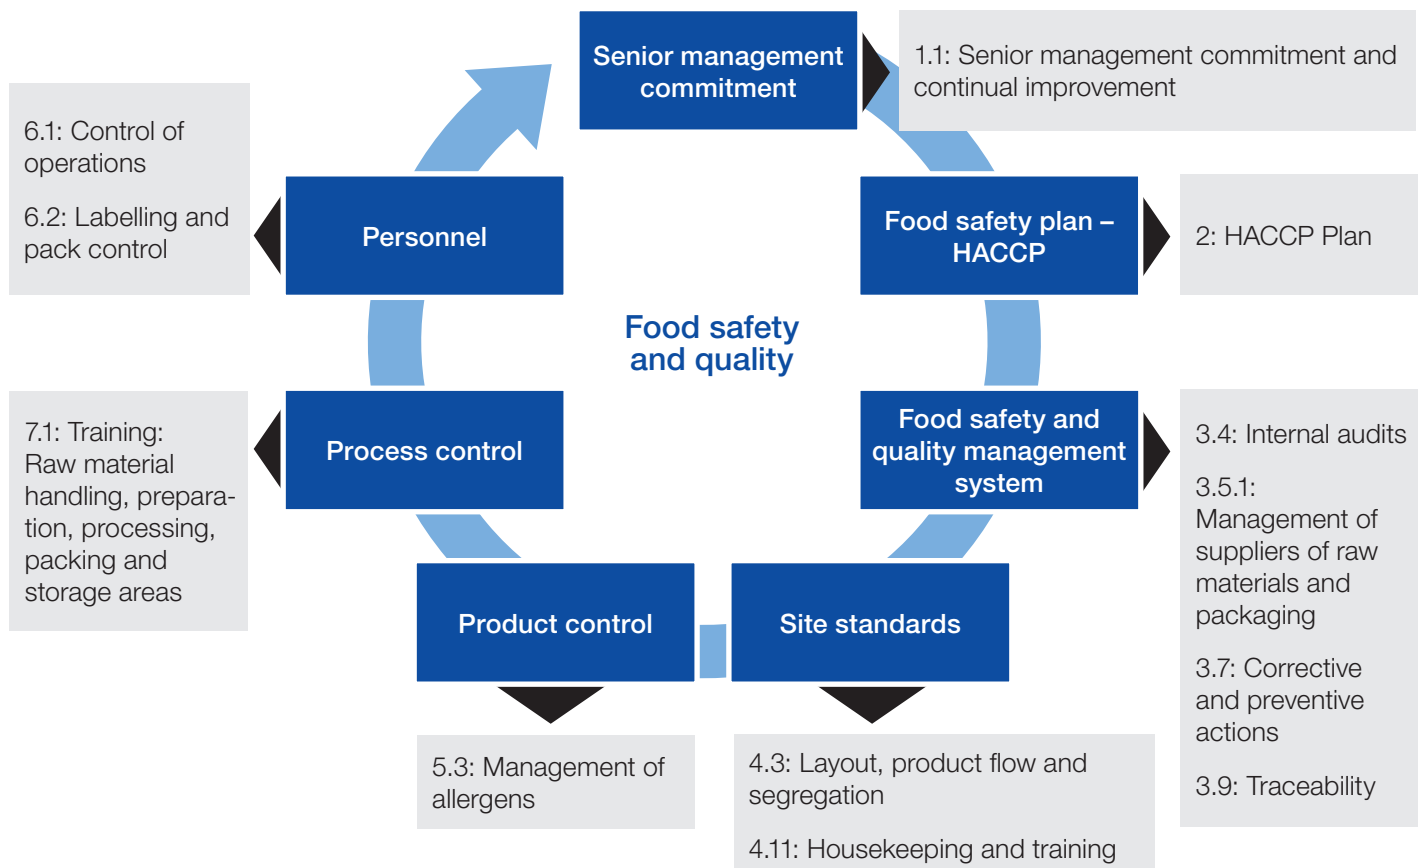 Senior management
commitment
1.1: Senior management commitment and
continual improvement
Food safety plan –
HACCP
2: HACCP Plan
Food safety and
quality management
system
3.4: Internal audits
3.5.1:
Management of
suppliers of raw
materials and
packaging
3.7: Corrective
and preventive
actions
3.9: Traceability
Site standards
4.3: Layout, product flow and
segregation
4.11: Housekeeping and training
Product control
5.3: Management of
allergens
Process control
7.1: Training:
Raw material
handling, prepara-
tion, processing,
packing and
storage areas
Personnel
6.1: Control of
operations
6.2: Labelling and
pack control
Food safety
and quality